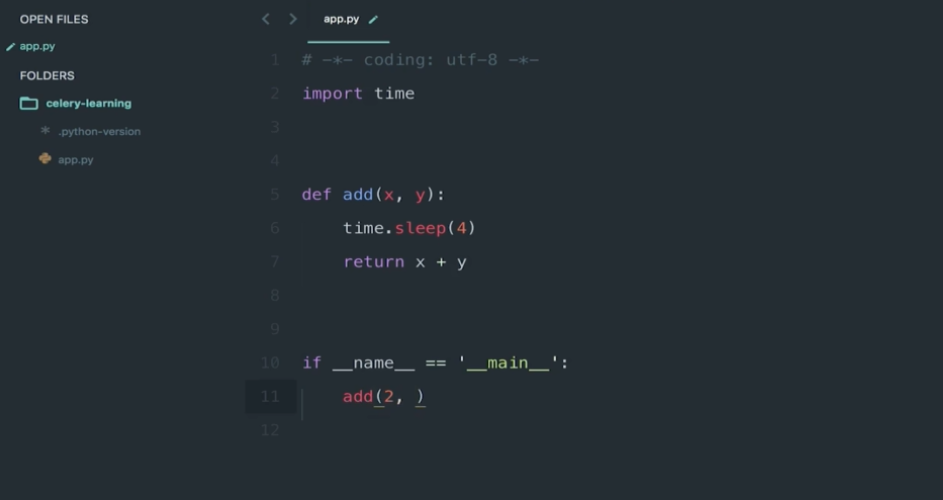 OPEN FILES
app.py
FOLDERS
celery-learning
.python-version
app.py
app.py
1 # -*- coding: utf-8 -*-
2 import time
3
4
5 def add(x, y):
6     time.sleep(4)
7     return x + y
8
9
10 if __name__ == '__main__':
11     add(2, )
12